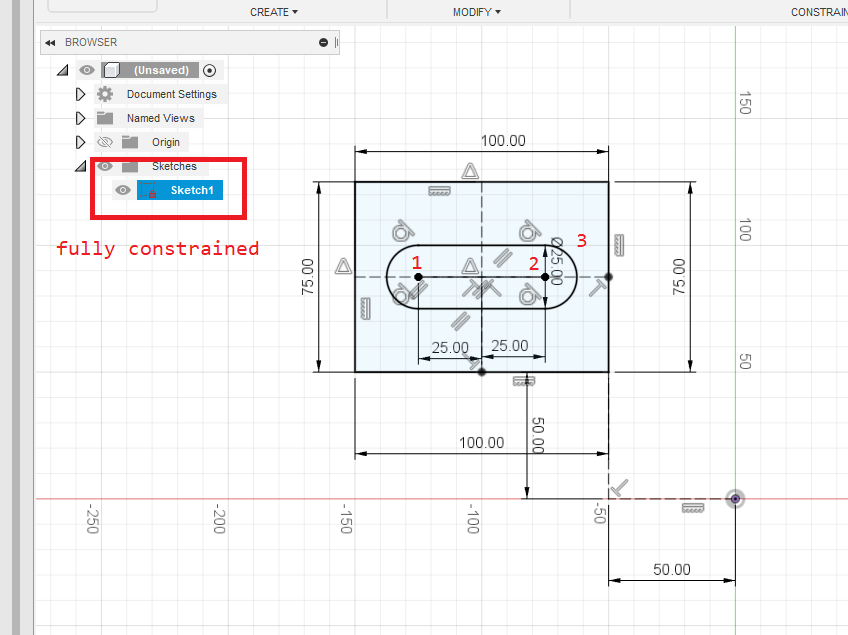 CREATE ▾ MODIFY ▾ CONSTRAIN
BROWSER
(Unsaved)
Document Settings
Named Views
Origin
Sketches
Sketch1
fully constrained
100.00
75.00
75.00
1
2
3
Ø25.00
25.00
25.00
100.00
50.00
50.00
150
100
50
-250
-200
-150
-100
-50